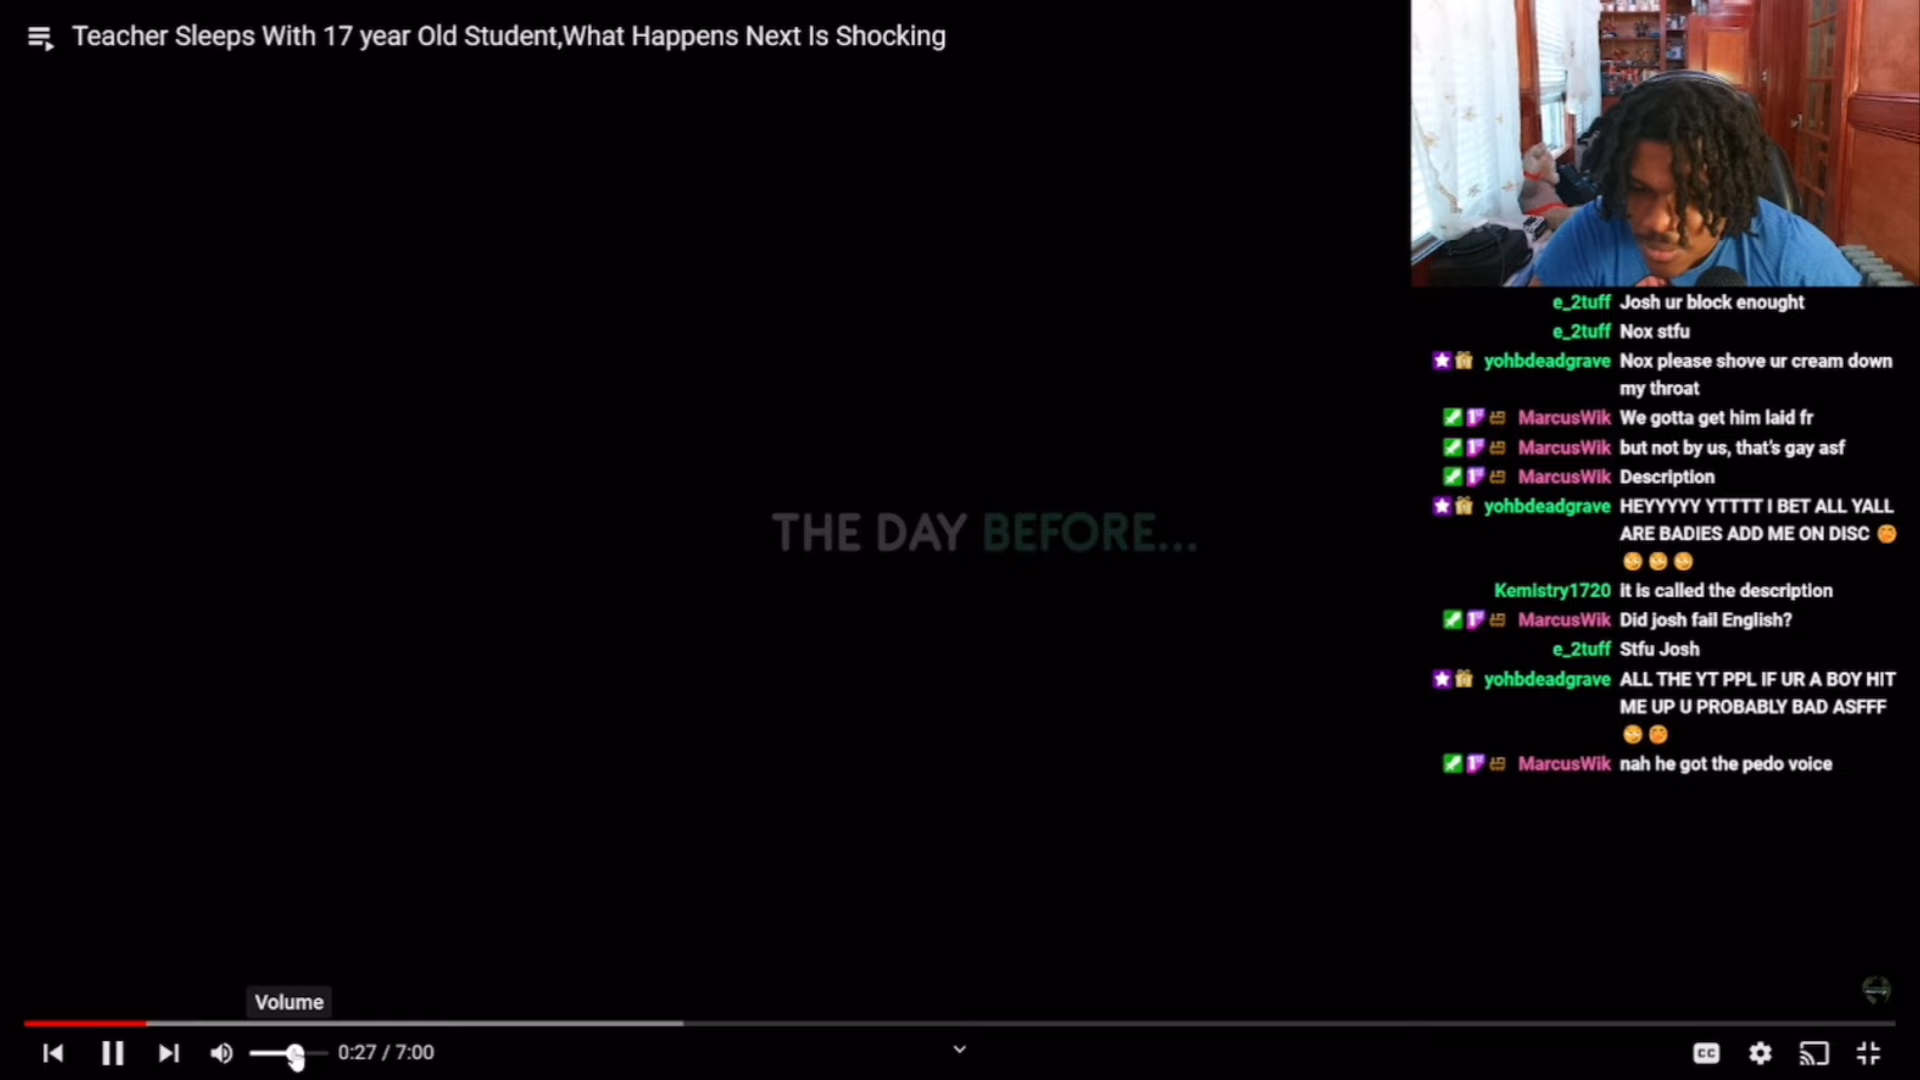 Teacher Sleeps With 17 year Old Student,What Happens Next Is Shocking
THE DAY BEFORE...
e_2tuff Josh ur block enought
e_2tuff Nox stfu
yohbdeadgrave Nox please shove ur cream down
my throat
MarcusWik We gotta get him laid fr
MarcusWik but not by us, that's gay asf
MarcusWik Description
yohbdeadgrave HEYYYYY YTTTT I BET ALL YALL
ARE BADIES ADD ME ON DISC
Kemistry1720 it is called the description
MarcusWik Did josh fail English?
e_2tuff Stfu Josh
yohbdeadgrave ALL THE YT PPL IF UR A BOY HIT
ME UP U PROBABLY BAD ASFFF
MarcusWik nah he got the pedo voice
Volume
0:27 / 7:00
CC